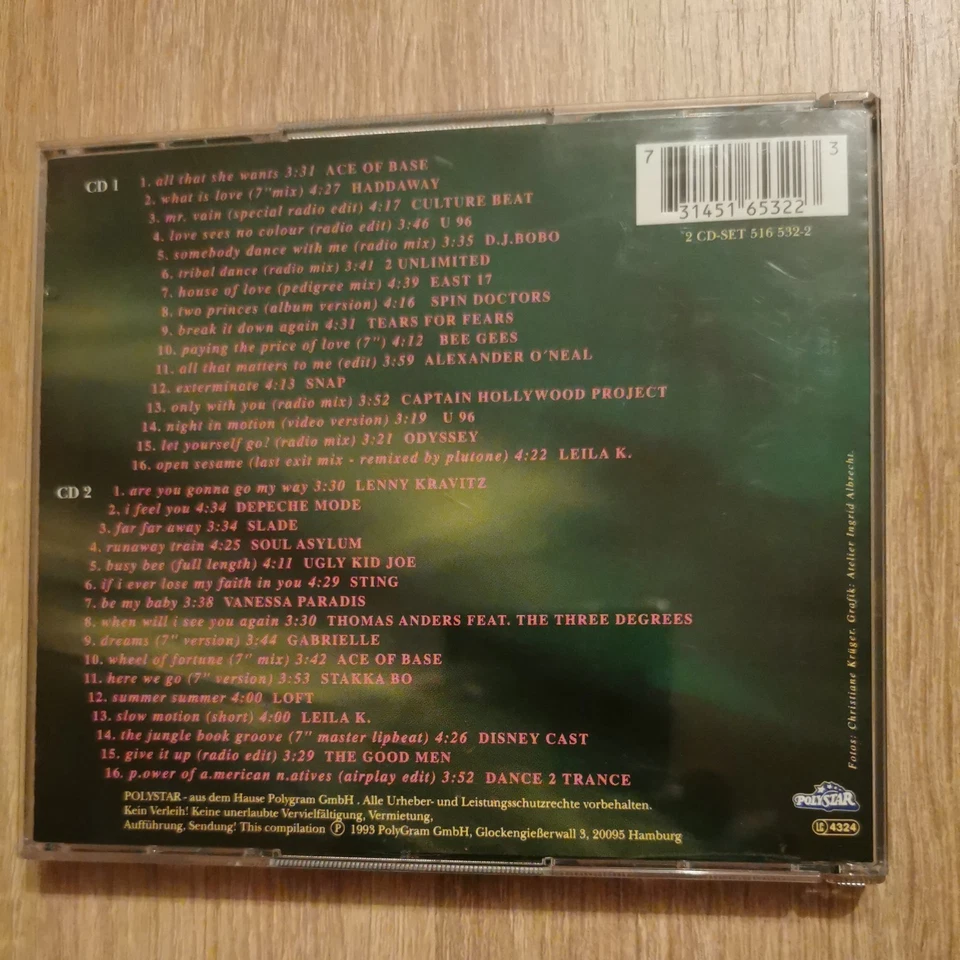 7 31451 65322 3
2 CD-SET 516 532-2
CD 1
1. all that she wants 3:31 ACE OF BASE
2. what is love (7"mix) 4:27 HADDAWAY
3. mr. vain (special radio edit) 4:17 CULTURE BEAT
4. love sees no colour (radio edit) 3:46 U 96
5. somebody dance with me (radio mix) 3:35 D.J.BOBO
6. tribal dance (radio mix) 3:41 2 UNLIMITED
7. house of love (pedigree mix) 4:39 EAST 17
8. two princes (album version) 4:16 SPIN DOCTORS
9. break it down again 4:31 TEARS FOR FEARS
10. paying the price of love (7") 4:12 BEE GEES
11. all that matters to me (edit) 3:59 ALEXANDER O'NEAL
12. exterminate 4:13 SNAP
13. only with you (radio mix) 3:52 CAPTAIN HOLLYWOOD PROJECT
14. night in motion (video version) 3:19 U 96
15. let yourself go! (radio mix) 3:21 ODYSSEY
16. open sesame (last exit mix - remixed by plutone) 4:22 LEILA K.
CD 2
1. are you gonna go my way 3:30 LENNY KRAVITZ
2. i feel you 4:34 DEPECHE MODE
3. far far away 3:34 SLADE
4. runaway train 4:25 SOUL ASYLUM
5. busy bee (full length) 4:11 UGLY KID JOE
6. if i ever lose my faith in you 4:29 STING
7. be my baby 3:38 VANESSA PARADIS
8. when will i see you again 3:30 THOMAS ANDERS FEAT. THE THREE DEGREES
9. dreams (7" version) 3:44 GABRIELLE
10. wheel of fortune (7" mix) 3:42 ACE OF BASE
11. here we go (7" version) 3:53 STAKKA BO
12. summer summer 4:00 LOFT
13. slow motion (short) 4:00 LEILA K.
14. the jungle book groove (7" master lipbeat) 4:26 DISNEY CAST
15. give it up (radio edit) 3:29 THE GOOD MEN
16. p.ower of a.merican n.atives (airplay edit) 3:52 DANCE 2 TRANCE
POLYSTAR - aus dem Hause Polygram GmbH . Alle Urheber- und Leistungsschutzrechte vorbehalten.
Kein Verleih! Keine unerlaubte Vervielfältigung, Vermietung,
Aufführung, Sendung! This compilation Ⓟ 1993 PolyGram GmbH, Glockengießerwall 3, 20095 Hamburg
Fotos: Christiane Krüger. Grafik: Atelier Ingrid Albrecht.
POLYSTAR
LC 4324